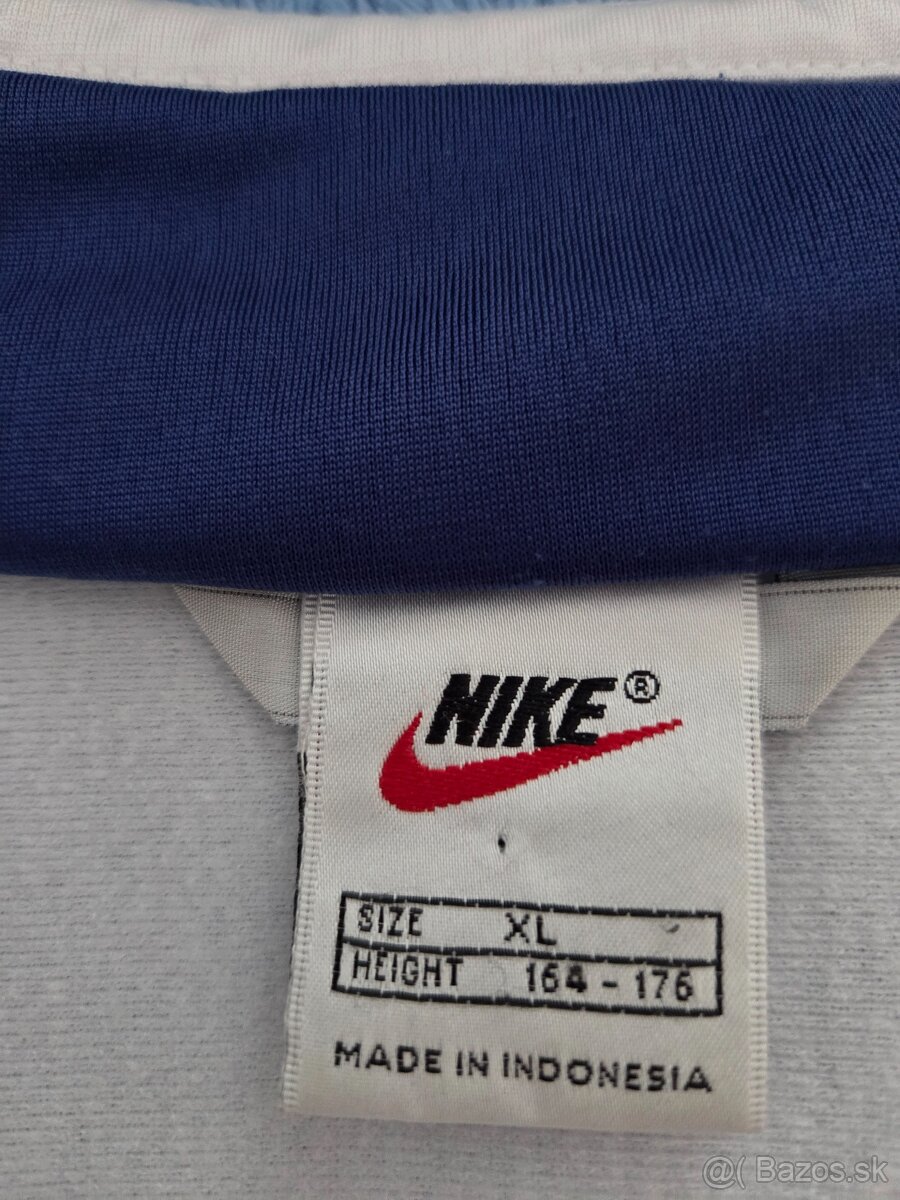 NIKE®
SIZE XL
HEIGHT 164 - 176
MADE IN INDONESIA
@( Bazos.sk